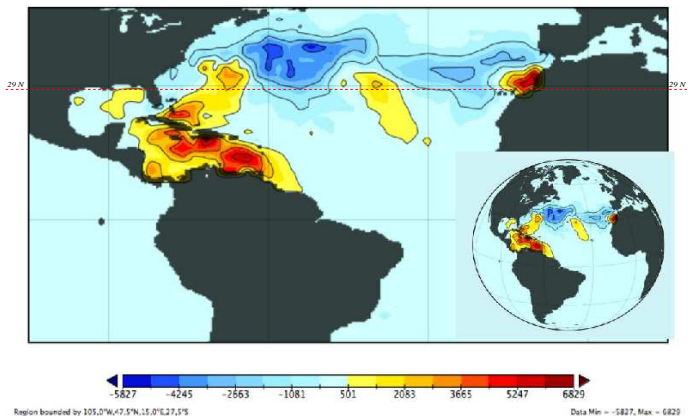 29 N 29 N
-5827 -4245 -2663 -1081 501 2083 3665 5247 6829
Region bounded by 105,0°W,47,5°N,15,0°E,27,5°S Data Min = -5827, Max = 6829